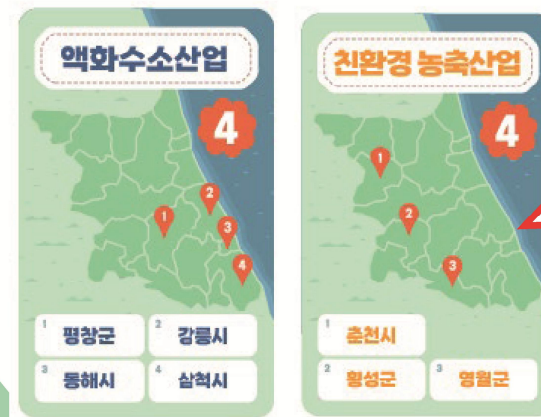 액화수소산업
4
1
2
3
4
1 평창군
2 강릉시
3 동해시
4 삼척시
친환경 농축산업
4
1
2
3
1 춘천시
2 횡성군
3 영월군